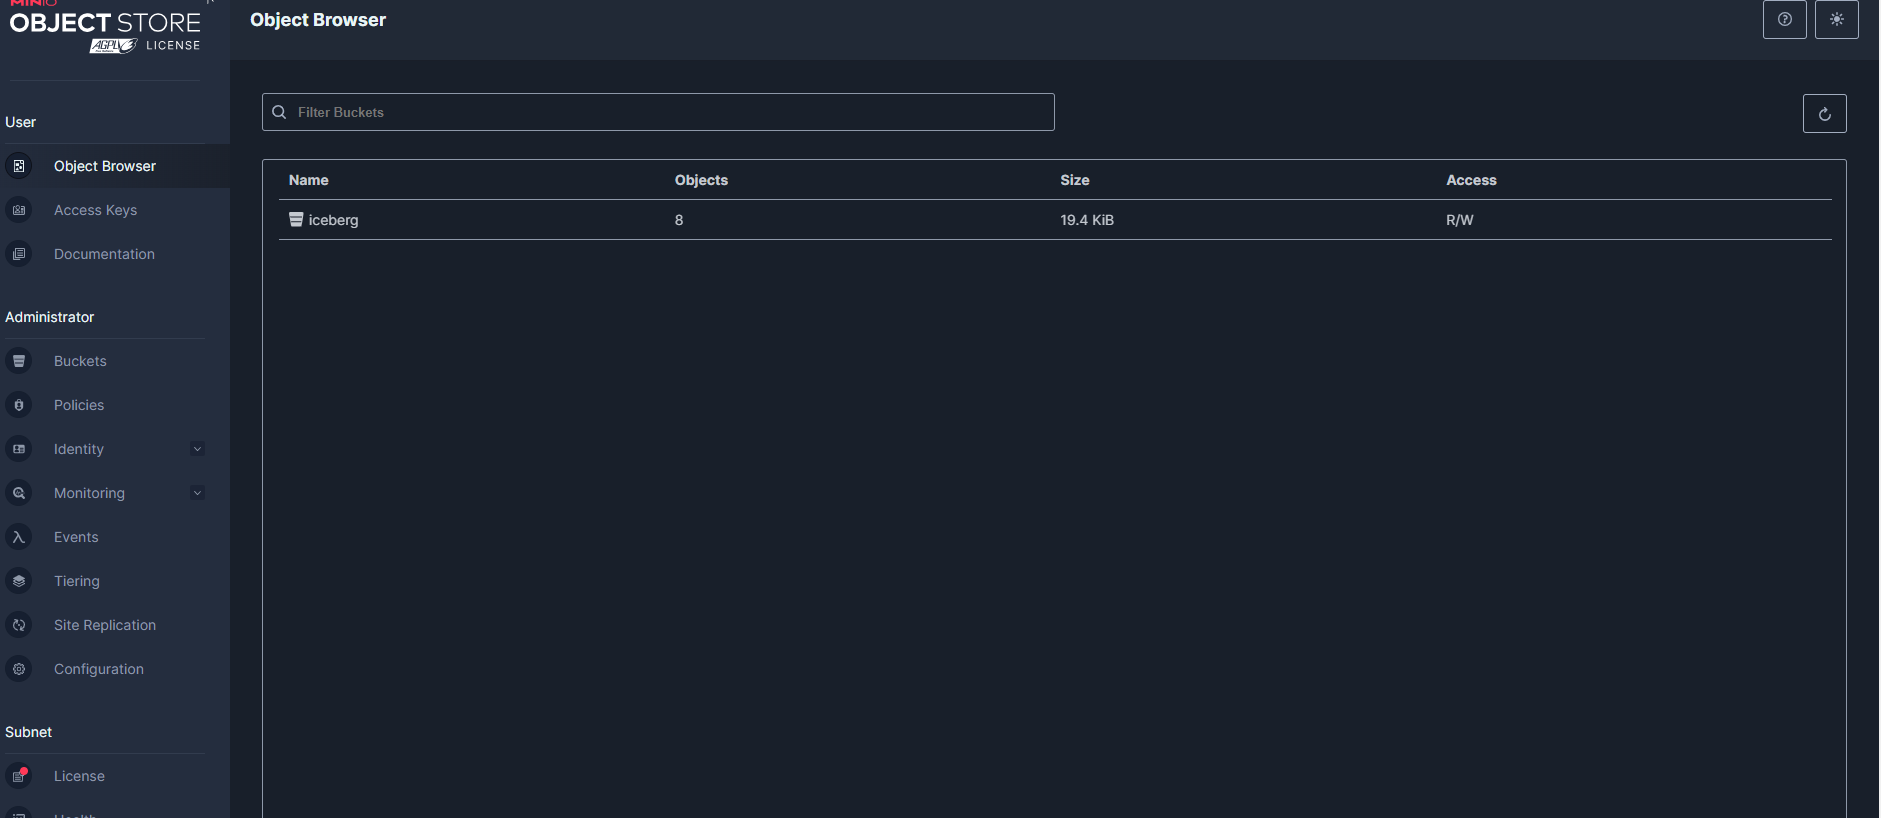 MINIO
OBJECT STORE
AGPLv3 LICENSE
User
Object Browser
Access Keys
Documentation
Administrator
Buckets
Policies
Identity
Monitoring
Events
Tiering
Site Replication
Configuration
Subnet
License
Health
Object Browser
Filter Buckets
Name Objects Size Access
iceberg 8 19.4 KiB R/W